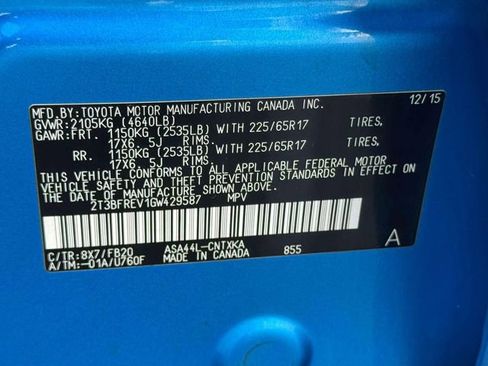 MFD.BY:TOYOTA MOTOR MANUFACTURING CANADA INC. 12/15
GVWR:2105KG (4640LB)
GAWR:FRT. 1150KG (2535LB) WITH 225/65R17 TIRES,
17X6.5J RIMS.
RR. 1150KG (2535LB) WITH 225/65R17 TIRES,
17X6.5J RIMS.
THIS VEHICLE CONFORMS TO ALL APPLICABLE FEDERAL MOTOR
VEHICLE SAFETY STANDARDS IN EFFECT ON
THE DATE OF MANUFACTURE SHOWN ABOVE.
2T3BFREV1GW429587 MPV
C/TR:8X7/FB20 ASA44L-CNTXKA
A/TM:-01A/U760F MADE IN CANADA 855 A